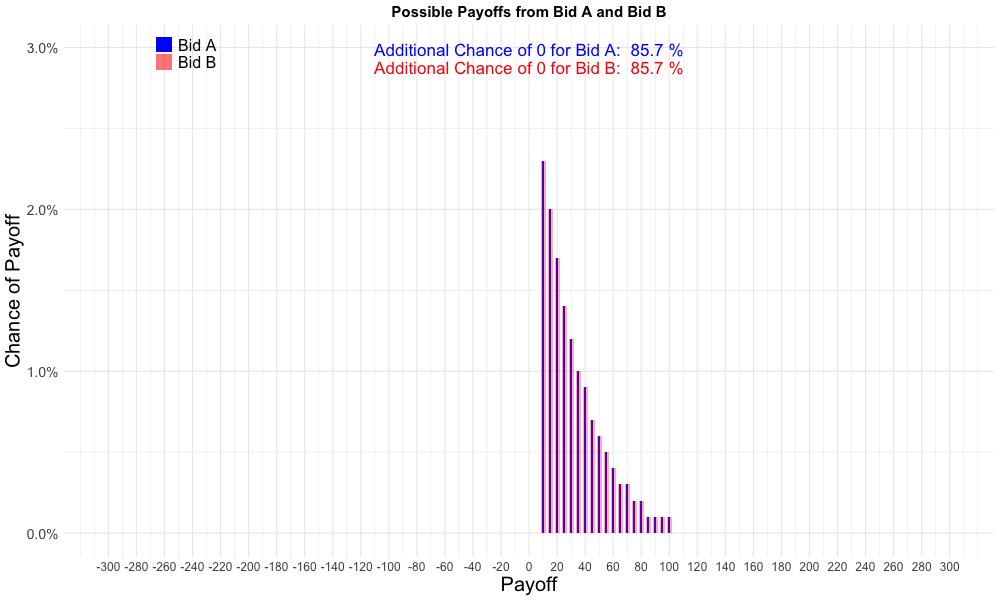 Possible Payoffs from Bid A and Bid B
Bid A
Bid B
Additional Chance of 0 for Bid A:  85.7 %
Additional Chance of 0 for Bid B:  85.7 %
Chance of Payoff
3.0%
2.0%
1.0%
0.0%
-300 -280 -260 -240 -220 -200 -180 -160 -140 -120 -100 -80 -60 -40 -20 0 20 40 60 80 100 120 140 160 180 200 220 240 260 280 300
Payoff